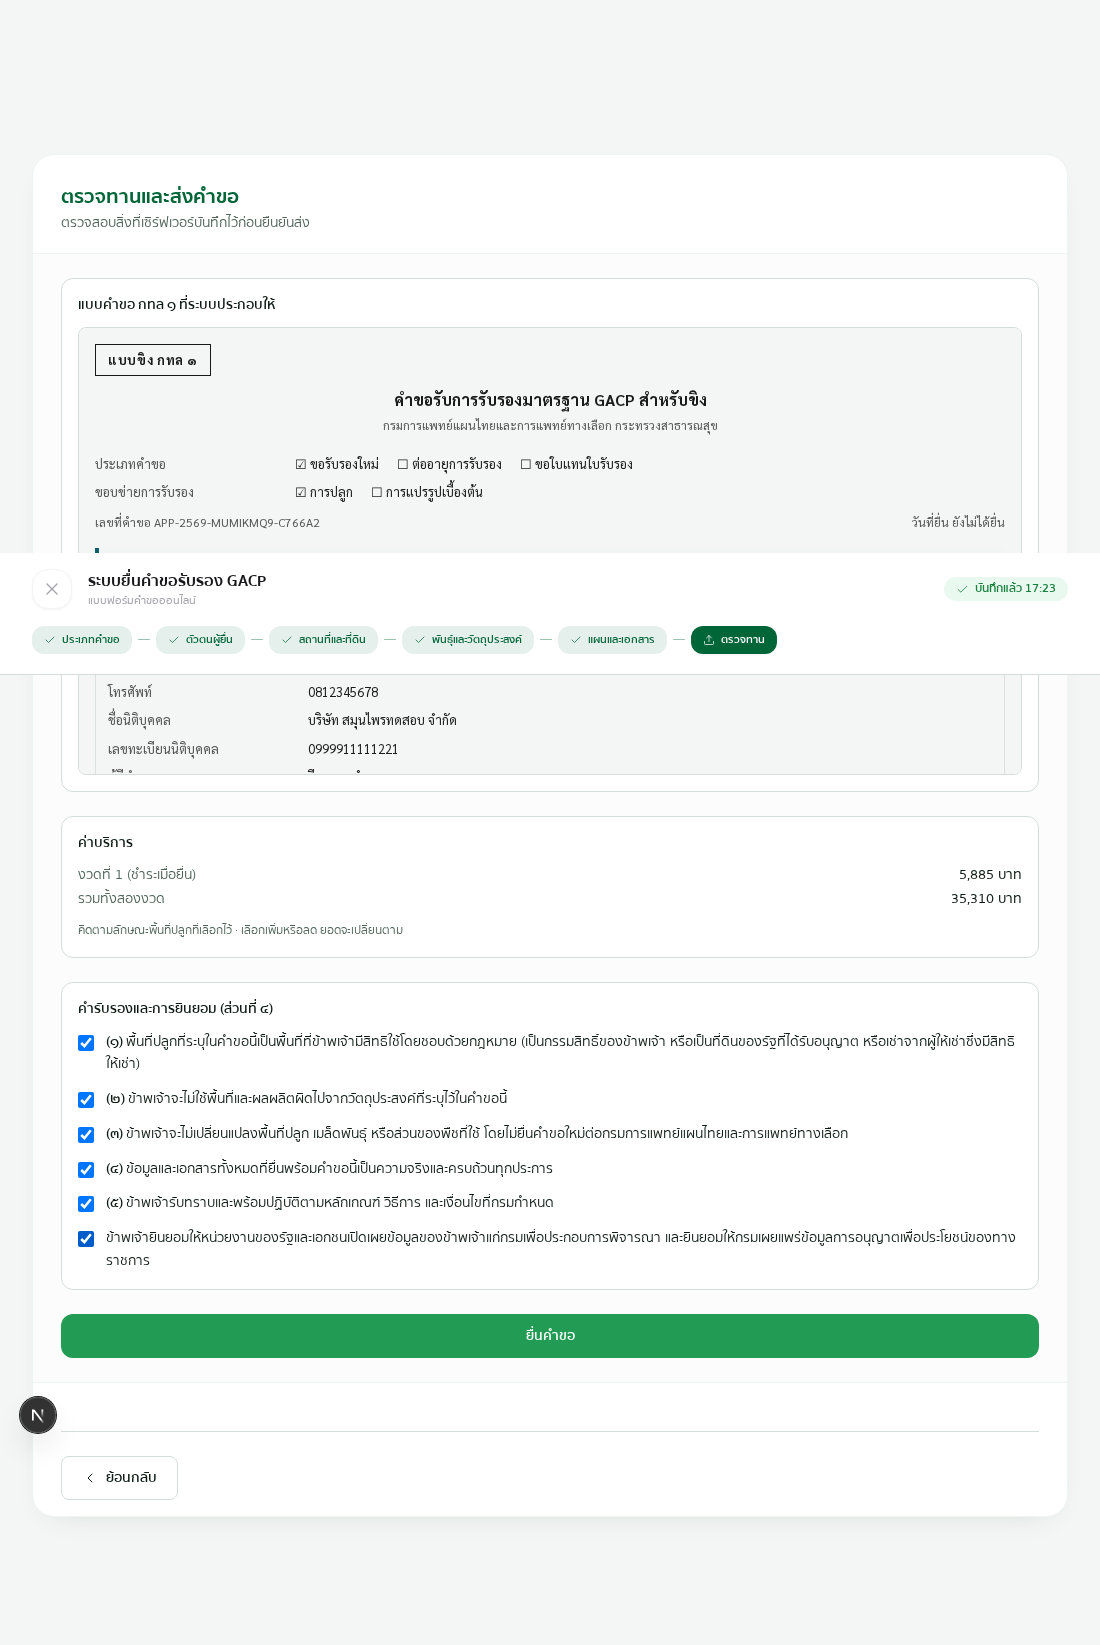 ตรวจทานและส่งคำขอ
ตรวจสอบสิ่งที่เซิร์ฟเวอร์บันทึกไว้ก่อนยืนยันส่ง
แบบคำขอ กทล ๑ ที่ระบบประกอบให้
แบบขิง กทล ๑
คำขอรับการรับรองมาตรฐาน GACP สำหรับขิง
กรมการแพทย์แผนไทยและการแพทย์ทางเลือก กระทรวงสาธารณสุข
ประเภทคำขอ ☑ ขอรับรองใหม่ ☐ ต่ออายุการรับรอง ☐ ขอใบแทนใบรับรอง
ขอบข่ายการรับรอง ☑ การปลูก ☐ การแปรรูปเบื้องต้น
เลขที่คำขอ APP-2569-MUMIKMQ9-C766A2 วันที่ยื่น ยังไม่ได้ยื่น
ระบบยื่นคำขอรับรอง GACP
แบบฟอร์มคำขอออนไลน์
บันทึกแล้ว 17:23
ประเภทคำขอ — ตัวตนผู้ยื่น — สถานที่และที่ดิน — พันธุ์และวัตถุประสงค์ — แผนและเอกสาร — ตรวจทาน
โทรศัพท์ 0812345678
ชื่อนิติบุคคล บริษัท สมุนไพรทดสอบ จำกัด
เลขทะเบียนนิติบุคคล 0999911111221
ค่าบริการ
งวดที่ 1 (ชำระเมื่อยื่น) 5,885 บาท
รวมทั้งสองงวด 35,310 บาท
คิดตามลักษณะพื้นที่ปลูกที่เลือกไว้ · เลือกเพิ่มหรือลด ยอดจะเปลี่ยนตาม
คำรับรองและการยินยอม (ส่วนที่ ๔)
(๑) พื้นที่ปลูกที่ระบุในคำขอนี้เป็นพื้นที่ที่ข้าพเจ้ามีสิทธิใช้โดยชอบด้วยกฎหมาย (เป็นกรรมสิทธิ์ของข้าพเจ้า หรือเป็นที่ดินของรัฐที่ได้รับอนุญาต หรือเช่าจากผู้ให้เช่าซึ่งมีสิทธิ
ให้เช่า)
(๒) ข้าพเจ้าจะไม่ใช้พื้นที่และผลผลิตผิดไปจากวัตถุประสงค์ที่ระบุไว้ในคำขอนี้
(๓) ข้าพเจ้าจะไม่เปลี่ยนแปลงพื้นที่ปลูก เมล็ดพันธุ์ หรือส่วนของพืชที่ใช้ โดยไม่ยื่นคำขอใหม่ต่อกรมการแพทย์แผนไทยและการแพทย์ทางเลือก
(๔) ข้อมูลและเอกสารทั้งหมดที่ยื่นพร้อมคำขอนี้เป็นความจริงและครบถ้วนทุกประการ
(๕) ข้าพเจ้ารับทราบและพร้อมปฏิบัติตามหลักเกณฑ์ วิธีการ และเงื่อนไขที่กรมกำหนด
ข้าพเจ้ายินยอมให้หน่วยงานของรัฐและเอกชนเปิดเผยข้อมูลของข้าพเจ้าแก่กรมเพื่อประกอบการพิจารณา และยินยอมให้กรมเผยแพร่ข้อมูลการอนุญาตเพื่อประโยชน์ของทาง
ราชการ
ยื่นคำขอ
N
ย้อนกลับ